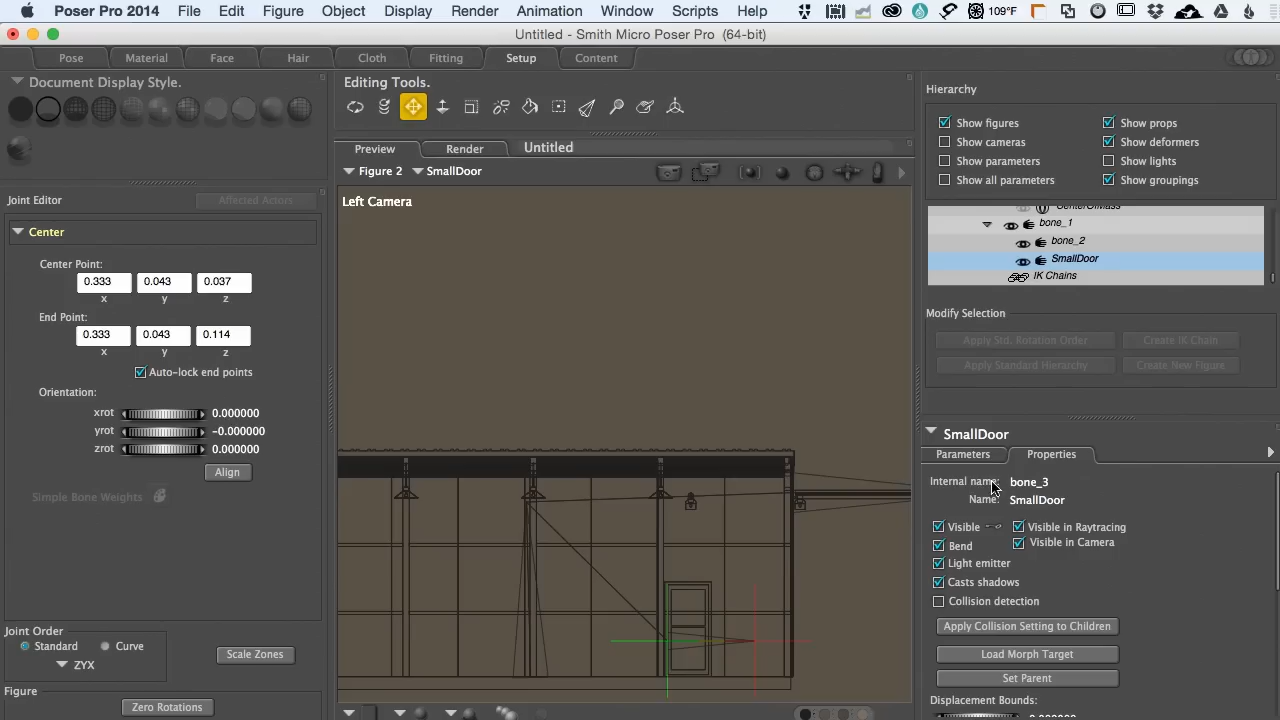 Poser Pro 2014 File Edit Figure Object Display Render Animation Window Scripts Help 109°F
Untitled - Smith Micro Poser Pro (64-bit)
Pose Material Face Hair Cloth Fitting Setup Content
Document Display Style.
Editing Tools.
Hierarchy
Show figures Show props
Show cameras Show deformers
Show parameters Show lights
Show all parameters Show groupings
Preview Render Untitled
Figure 2 SmallDoor
Left Camera
Joint Editor Affected Actors
Center
Center Point:
0.333 0.043 0.037
x y z
End Point:
0.333 0.043 0.114
x y z
Auto-lock end points
Orientation:
xrot 0.000000
yrot -0.000000
zrot 0.000000
Align
Simple Bone Weights
Joint Order
Standard Curve
ZYX
Scale Zones
Figure
Zero Rotations
CenterOfMass
bone_1
bone_2
SmallDoor
IK Chains
Modify Selection
Apply Std. Rotation Order Create IK Chain
Apply Standard Hierarchy Create New Figure
SmallDoor
Parameters Properties
Internal name: bone_3
Name: SmallDoor
Visible Visible in Raytracing
Bend Visible in Camera
Light emitter
Casts shadows
Collision detection
Apply Collision Setting to Children
Load Morph Target
Set Parent
Displacement Bounds:
0.000000